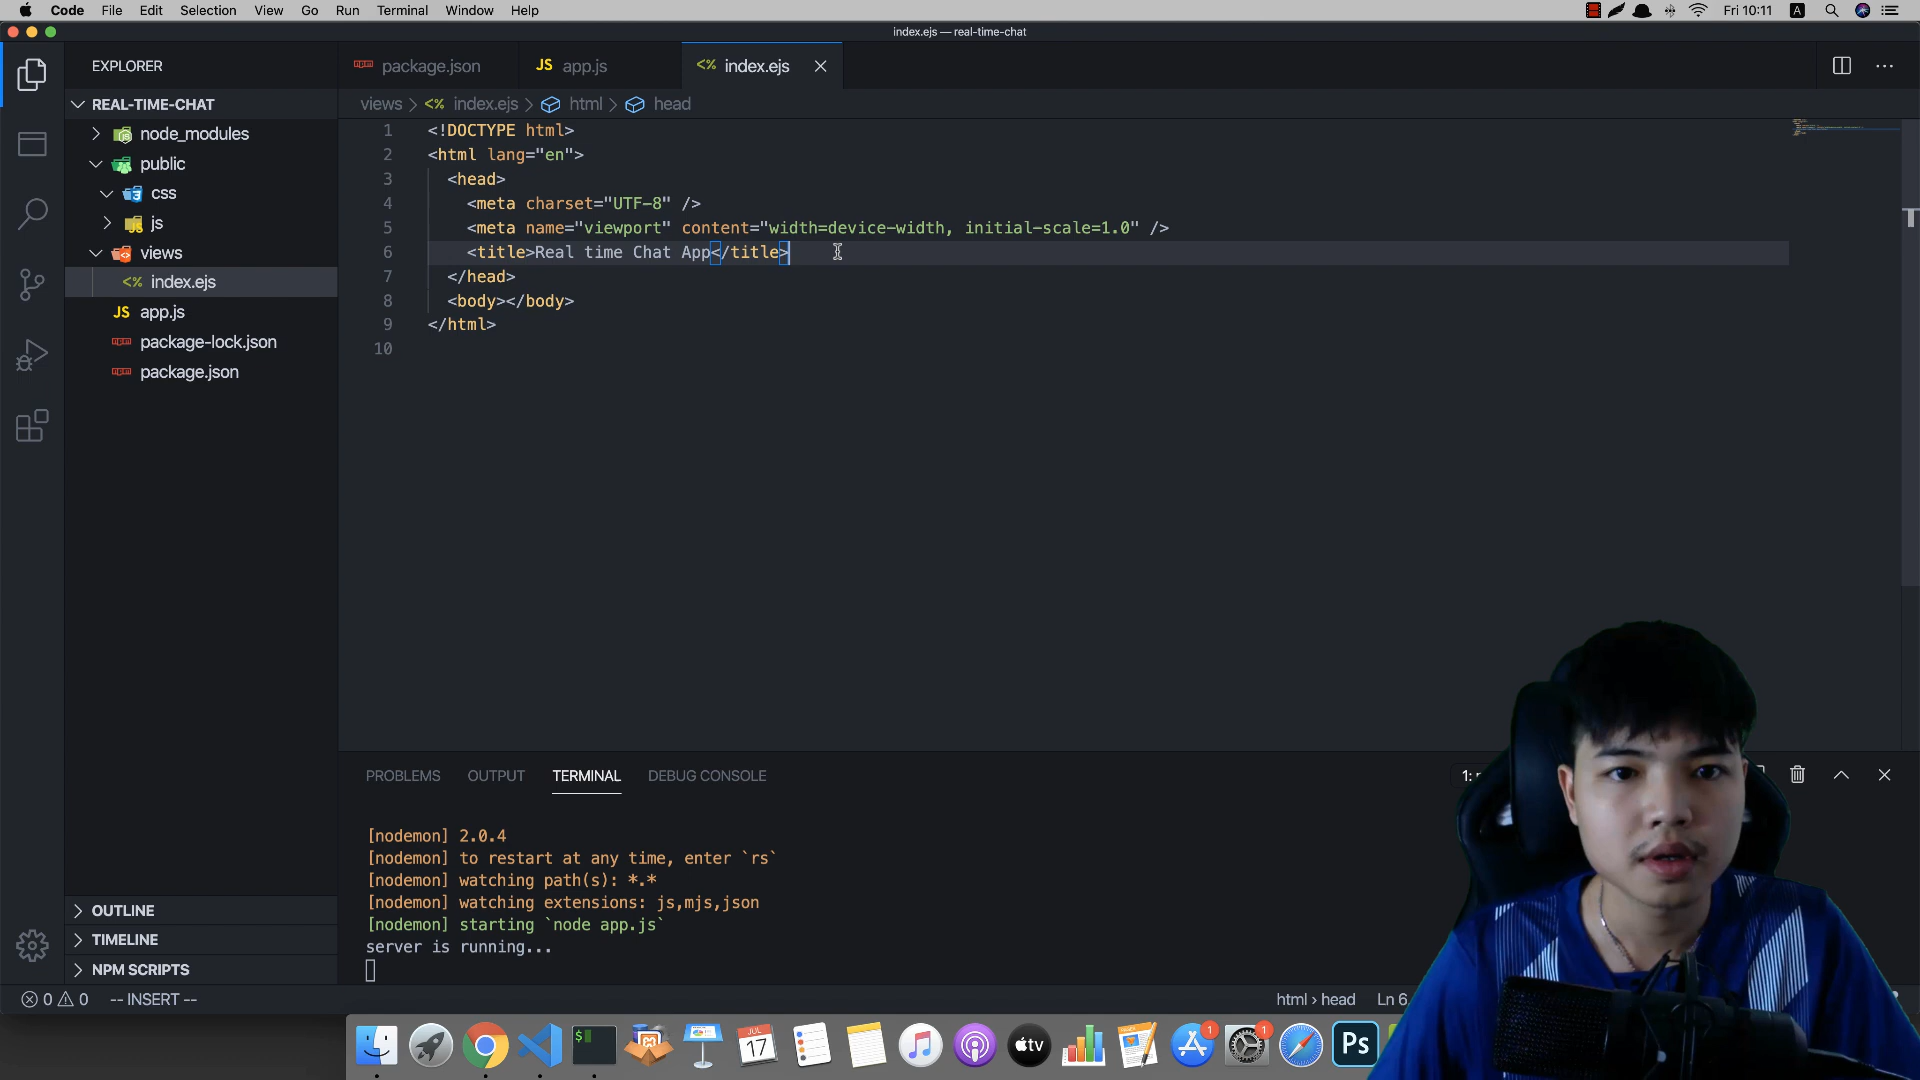 Code File Edit Selection View Go Run Terminal Window Help
Fri 10:11 A
index.ejs — real-time-chat
EXPLORER
package.json
JS app.js
<% index.ejs
REAL-TIME-CHAT
views > <% index.ejs > html > head
node_modules
public
css
js
views
<% index.ejs
JS app.js
package-lock.json
package.json
1 <!DOCTYPE html>
2 <html lang="en">
3 <head>
4 <meta charset="UTF-8" />
5 <meta name="viewport" content="width=device-width, initial-scale=1.0" />
6 <title>Real time Chat App</title>
7 </head>
8 <body></body>
9 </html>
10
PROBLEMS OUTPUT TERMINAL DEBUG CONSOLE
1:
[nodemon] 2.0.4
[nodemon] to restart at any time, enter `rs`
[nodemon] watching path(s): *.*
[nodemon] watching extensions: js,mjs,json
[nodemon] starting `node app.js`
server is running...
OUTLINE
TIMELINE
NPM SCRIPTS
0 0 -- INSERT --
html › head Ln 6,
$
JUL
17
tv
1
1
Ps